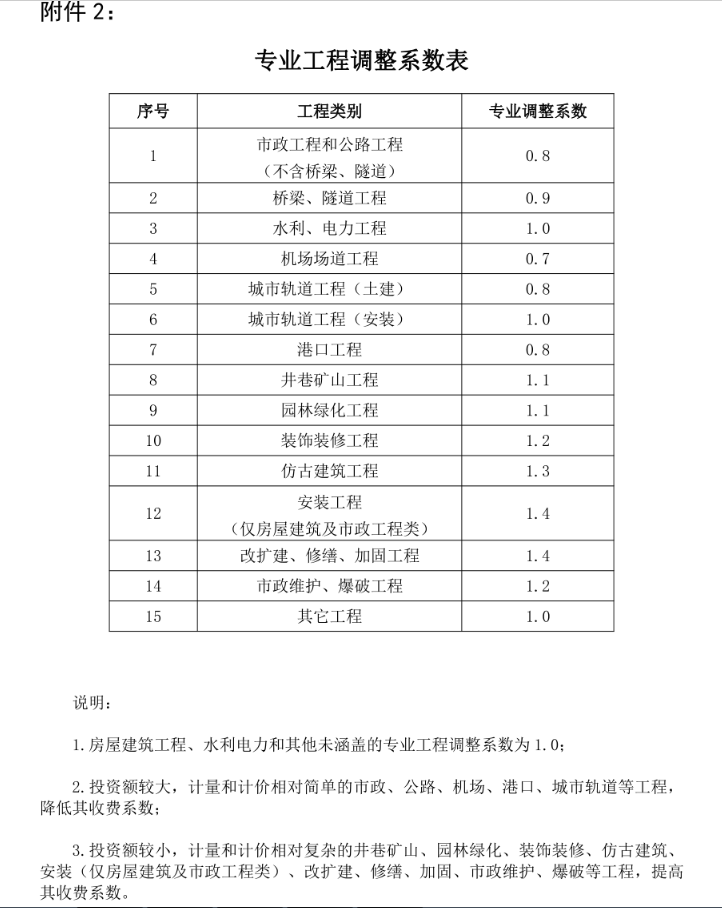 附件 2：
专业工程调整系数表
序号 工程类别 专业调整系数
1 市政工程和公路工程 0.8
（不含桥梁、隧道）
2 桥梁、隧道工程 0.9
3 水利、电力工程 1.0
4 机场场道工程 0.7
5 城市轨道工程（土建） 0.8
6 城市轨道工程（安装） 1.0
7 港口工程 0.8
8 井巷矿山工程 1.1
9 园林绿化工程 1.1
10 装饰装修工程 1.2
11 仿古建筑工程 1.3
12 安装工程 1.4
（仅房屋建筑及市政工程类）
13 改扩建、修缮、加固工程 1.4
14 市政维护、爆破工程 1.2
15 其它工程 1.0
说明：
1.房屋建筑工程、水利电力和其他未涵盖的专业工程调整系数为 1.0；
2.投资额较大，计量和计价相对简单的市政、公路、机场、港口、城市轨道等工程，
降低其收费系数；
3.投资额较小，计量和计价相对复杂的井巷矿山、园林绿化、装饰装修、仿古建筑、
安装（仅房屋建筑及市政工程类）、改扩建、修缮、加固、市政维护、爆破等工程，提高
其收费系数。